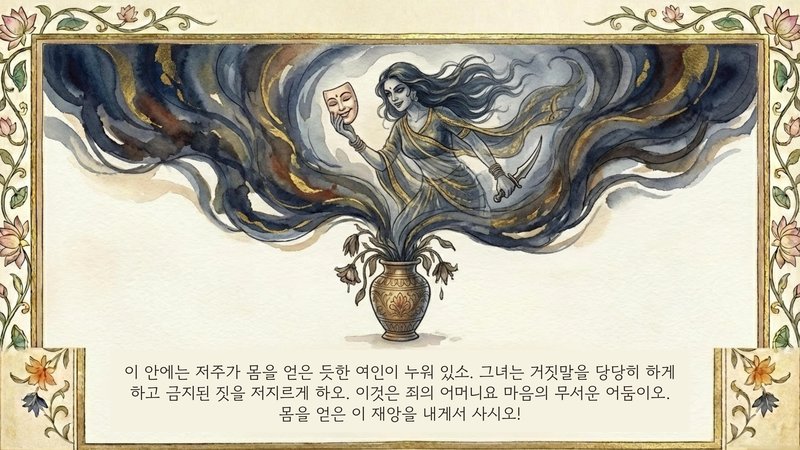 이 안에는 저주가 몸을 얻은 듯한 여인이 누워 있소. 그녀는 거짓말을 당당히 하게
하고 금지된 짓을 저지르게 하오. 이것은 죄의 어머니요 마음의 무서운 어둠이오.
몸을 얻은 이 재앙을 내게서 사시오!